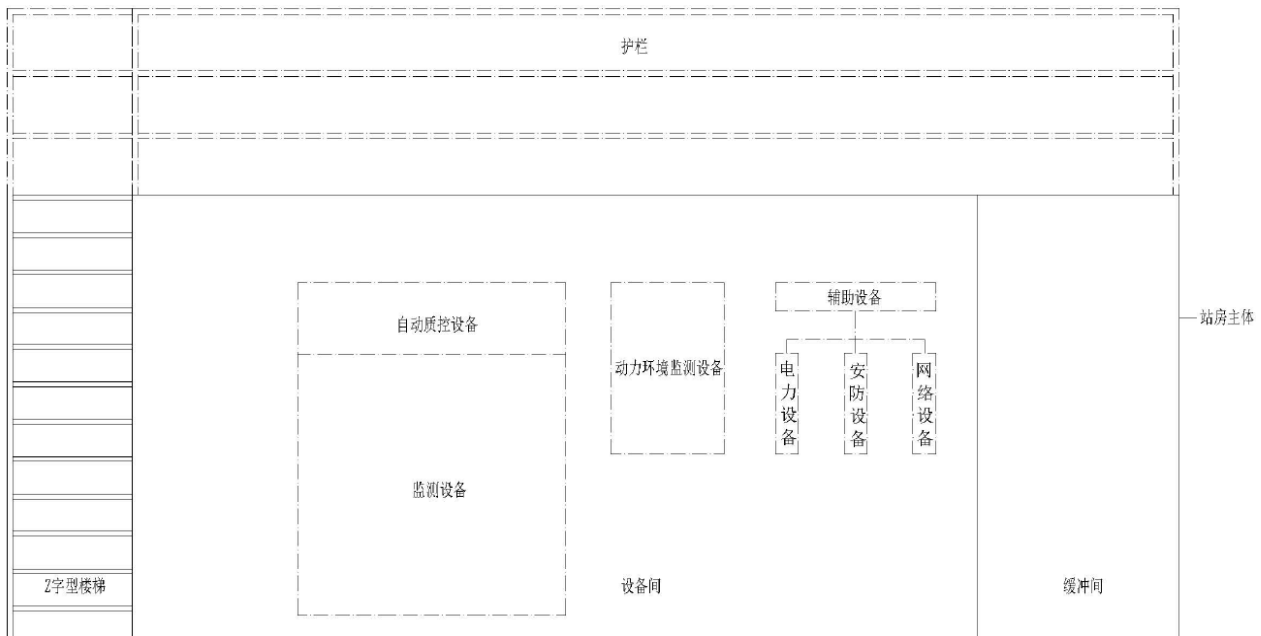 护栏
辅助设备
自动质控设备
站房主体
动力环境监测设备
电力设备
安防设备
网络设备
监测设备
Z字型楼梯
设备间
缓冲间